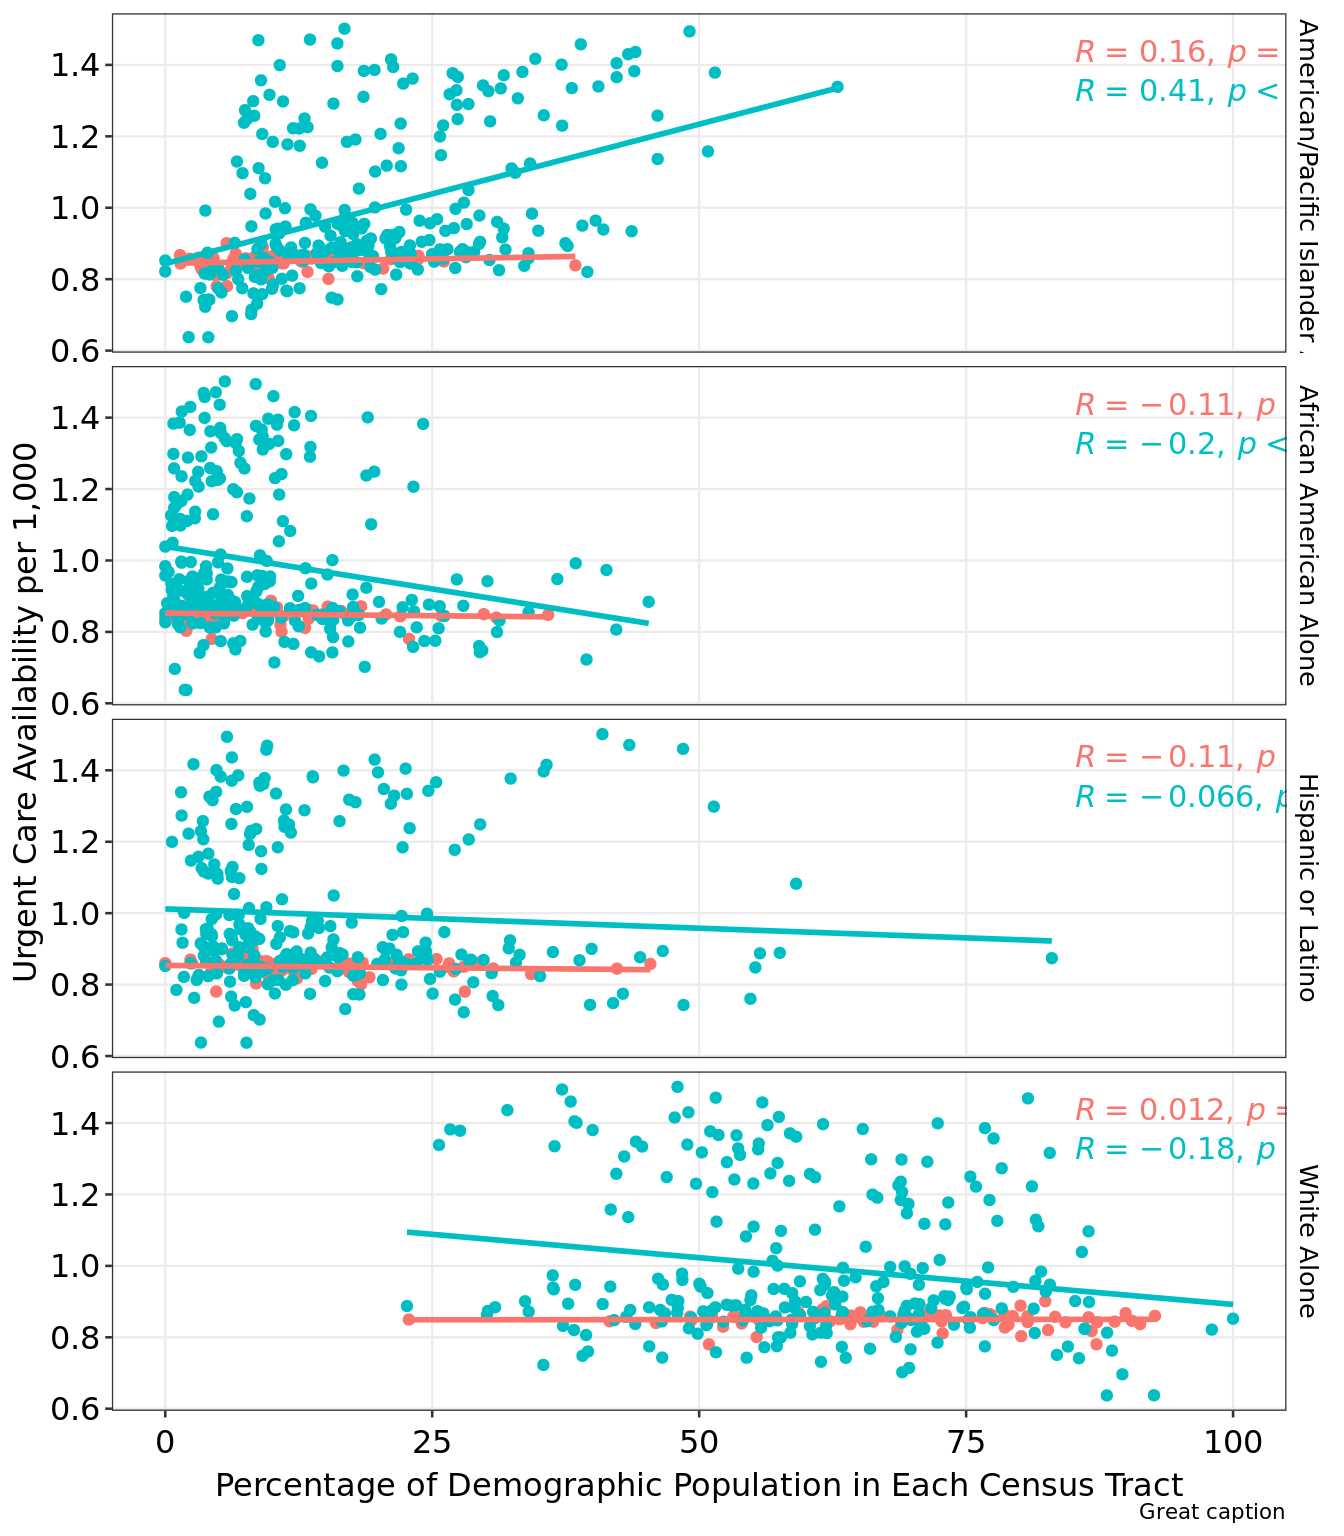 1.4
1.2
1.0
0.8
0.6
R = 0.16, p =
R = 0.41, p <
American/Pacific Islander
1.4
1.2
1.0
0.8
0.6
R = −0.11, p
R = −0.2, p <
African American Alone
Urgent Care Availability per 1,000
1.4
1.2
1.0
0.8
0.6
R = −0.11, p
R = −0.066, p
Hispanic or Latino
1.4
1.2
1.0
0.8
0.6
R = 0.012, p =
R = −0.18, p
White Alone
0 25 50 75 100
Percentage of Demographic Population in Each Census Tract
Great caption